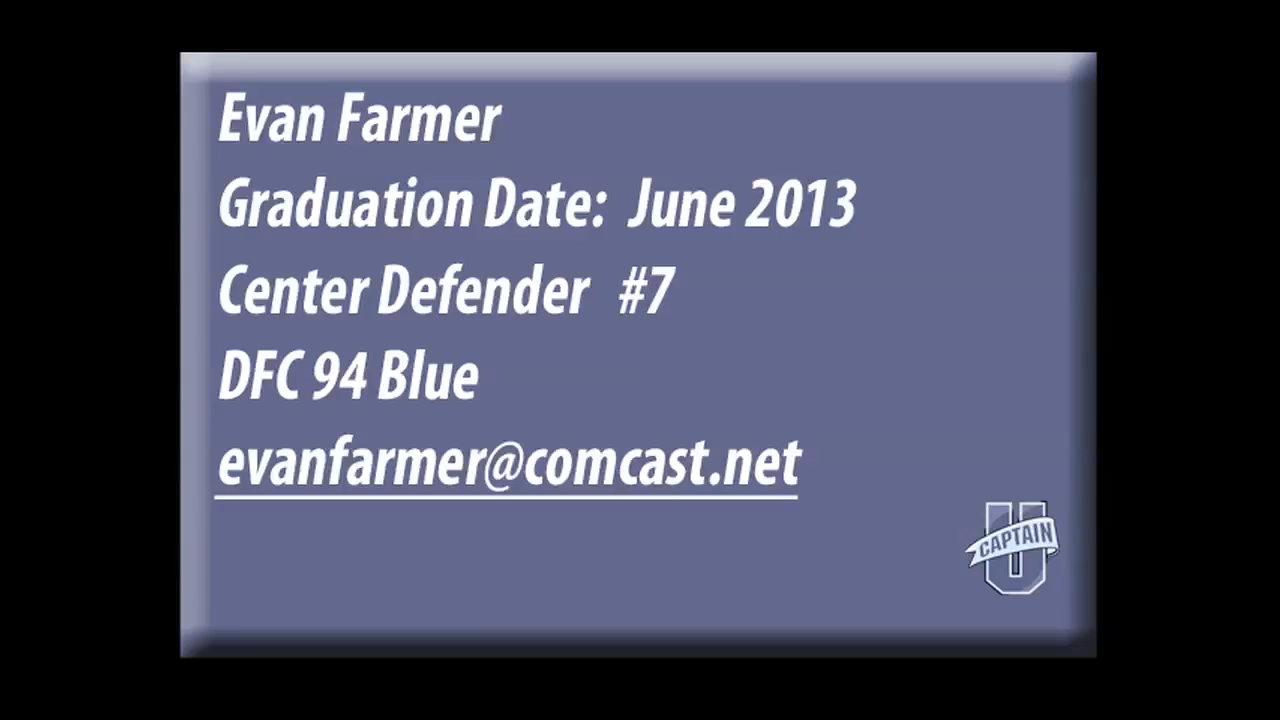 Evan Farmer
Graduation Date: June 2013
Center Defender #7
DFC 94 Blue
evanfarmer@comcast.net
CAPTAIN
U